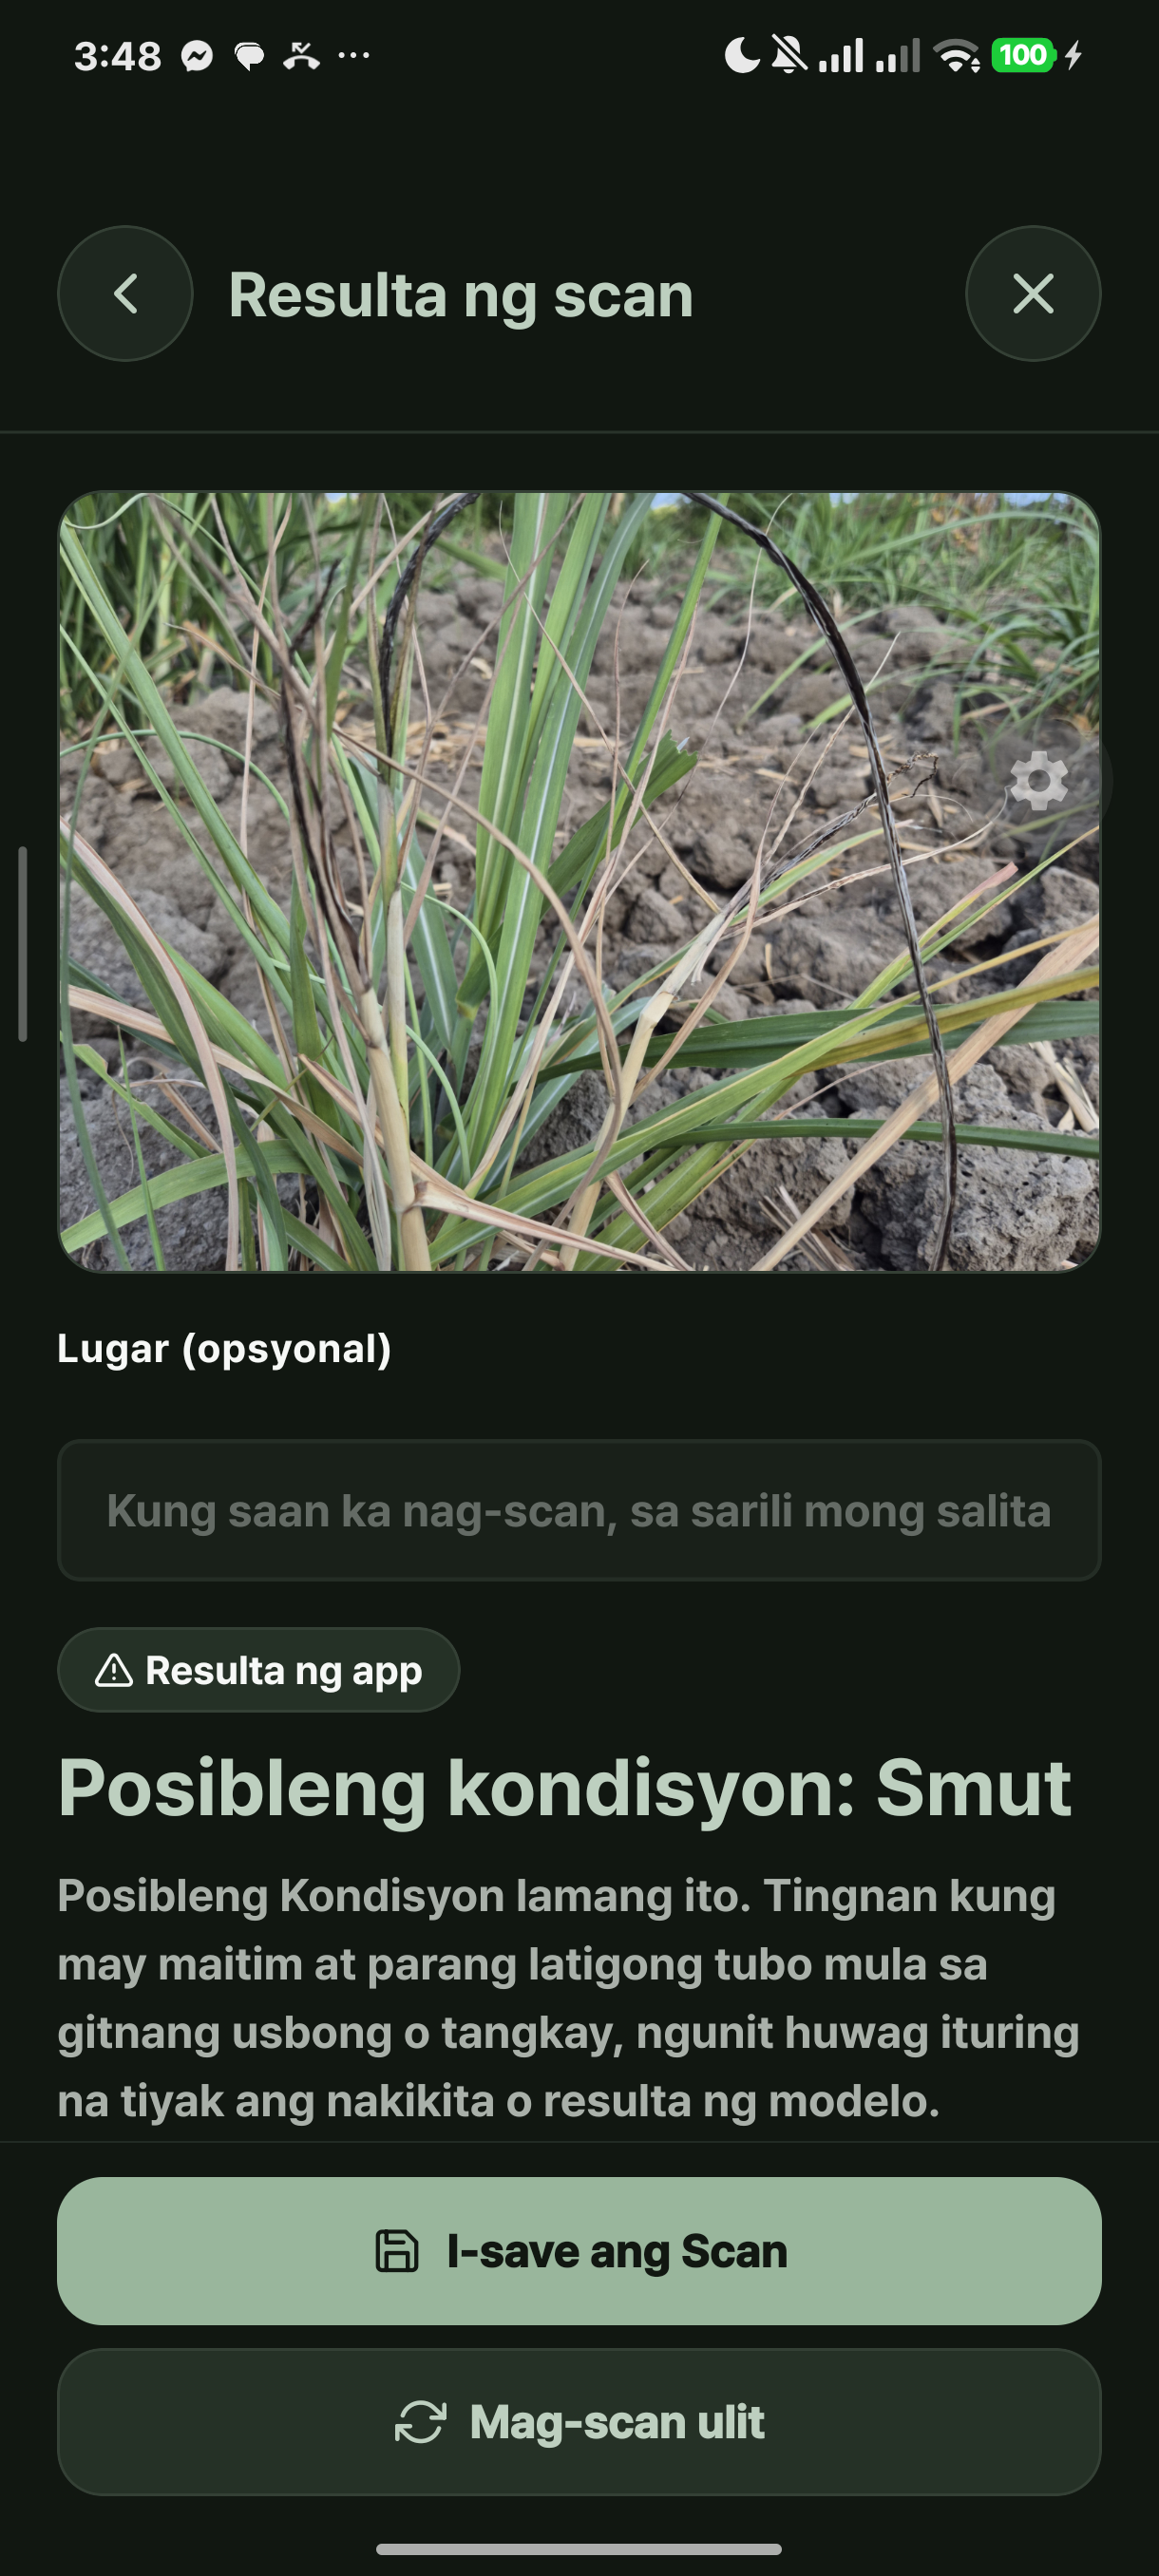 3:48
100
Resulta ng scan
Lugar (opsyonal)
Kung saan ka nag-scan, sa sarili mong salita
Resulta ng app
Posibleng kondisyon: Smut
Posibleng Kondisyon lamang ito. Tingnan kung
may maitim at parang latigong tubo mula sa
gitnang usbong o tangkay, ngunit huwag ituring
na tiyak ang nakikita o resulta ng modelo.
I-save ang Scan
Mag-scan ulit